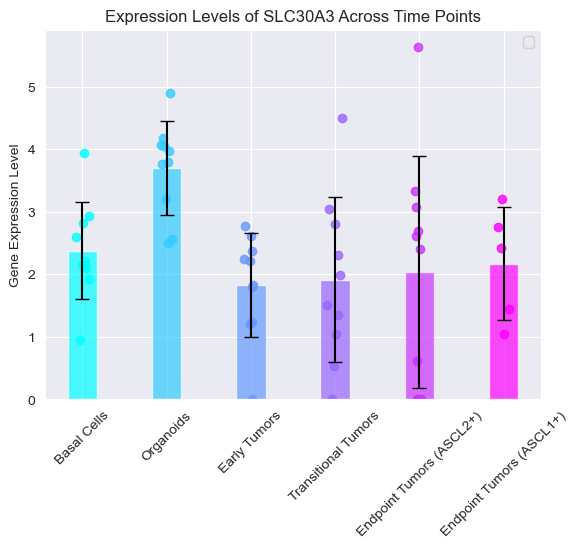 Expression Levels of SLC30A3 Across Time Points
Gene Expression Level
5
4
3
2
1
0
Basal Cells
Organoids
Early Tumors
Transitional Tumors
Endpoint Tumors (ASCL2+)
Endpoint Tumors (ASCL1+)